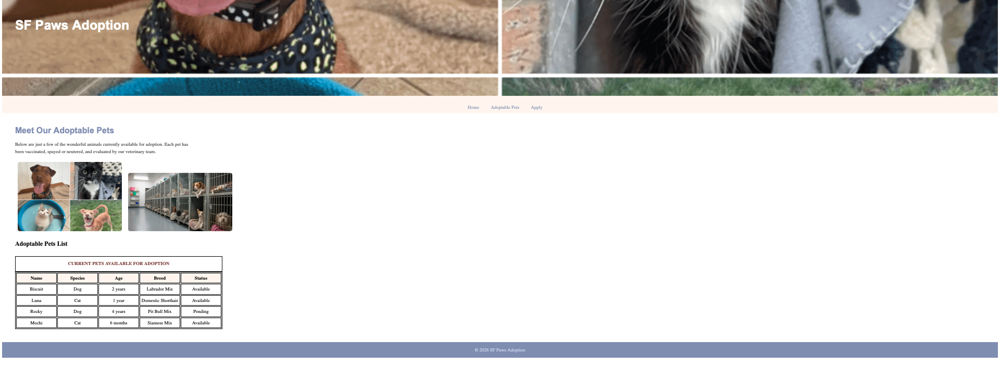 SF Paws Adoption
Home Adoptable Pets Apply
Meet Our Adoptable Pets
Below are just a few of the wonderful animals currently available for adoption. Each pet has
been vaccinated, spayed or neutered, and evaluated by our veterinary team.
Adoptable Pets List
CURRENT PETS AVAILABLE FOR ADOPTION
Name Species Age Breed Status
Biscuit Dog 2 years Labrador Mix Available
Luna Cat 1 year Domestic Shorthair Available
Rocky Dog 4 years Pit Bull Mix Pending
Mochi Cat 6 months Siamese Mix Available
© 2026 SF Paws Adoption